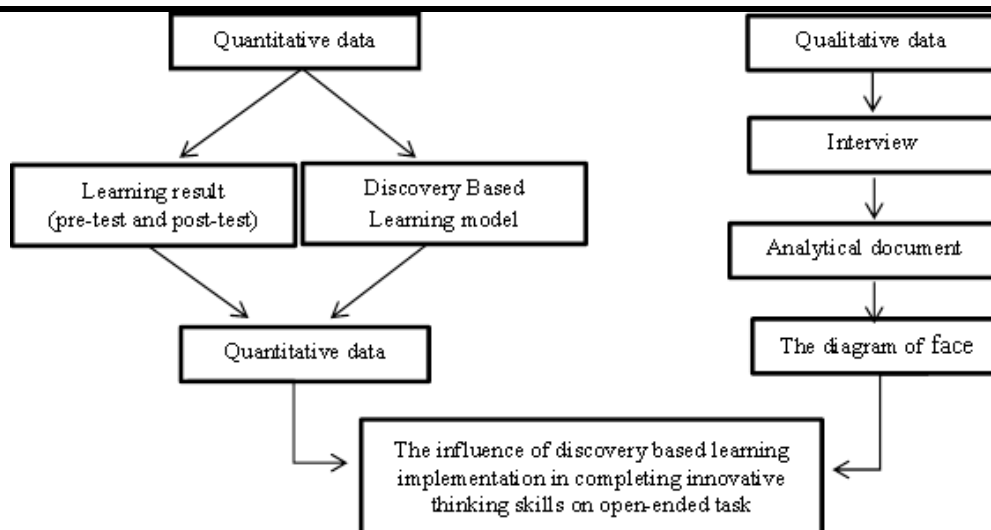 Quantitative data
Qualitative data
Interview
Learning result
(pre-test and post-test)
Discovery Based
Learning model
Analytical document
Quantitative data
The diagram of face
The influence of discovery based learning
implementation in completing innovative
thinking skills on open-ended task